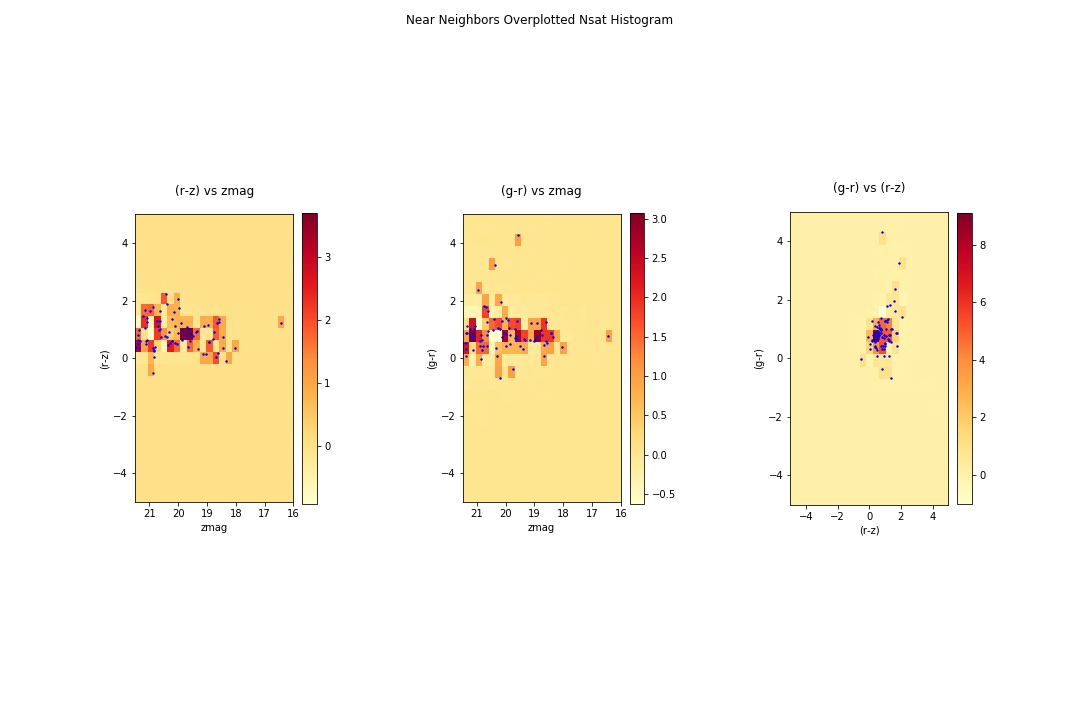 Near Neighbors Overplotted Nsat Histogram
(r-z) vs zmag
(g-r) vs zmag
(g-r) vs (r-z)
4
2
0
−2
−4
(r-z)
21 20 19 18 17 16
zmag
3
2
1
0
4
2
0
−2
−4
(g-r)
21 20 19 18 17 16
zmag
3.0
2.5
2.0
1.5
1.0
0.5
0.0
−0.5
4
2
0
−2
−4
(g-r)
−4 −2 0 2 4
(r-z)
8
6
4
2
0